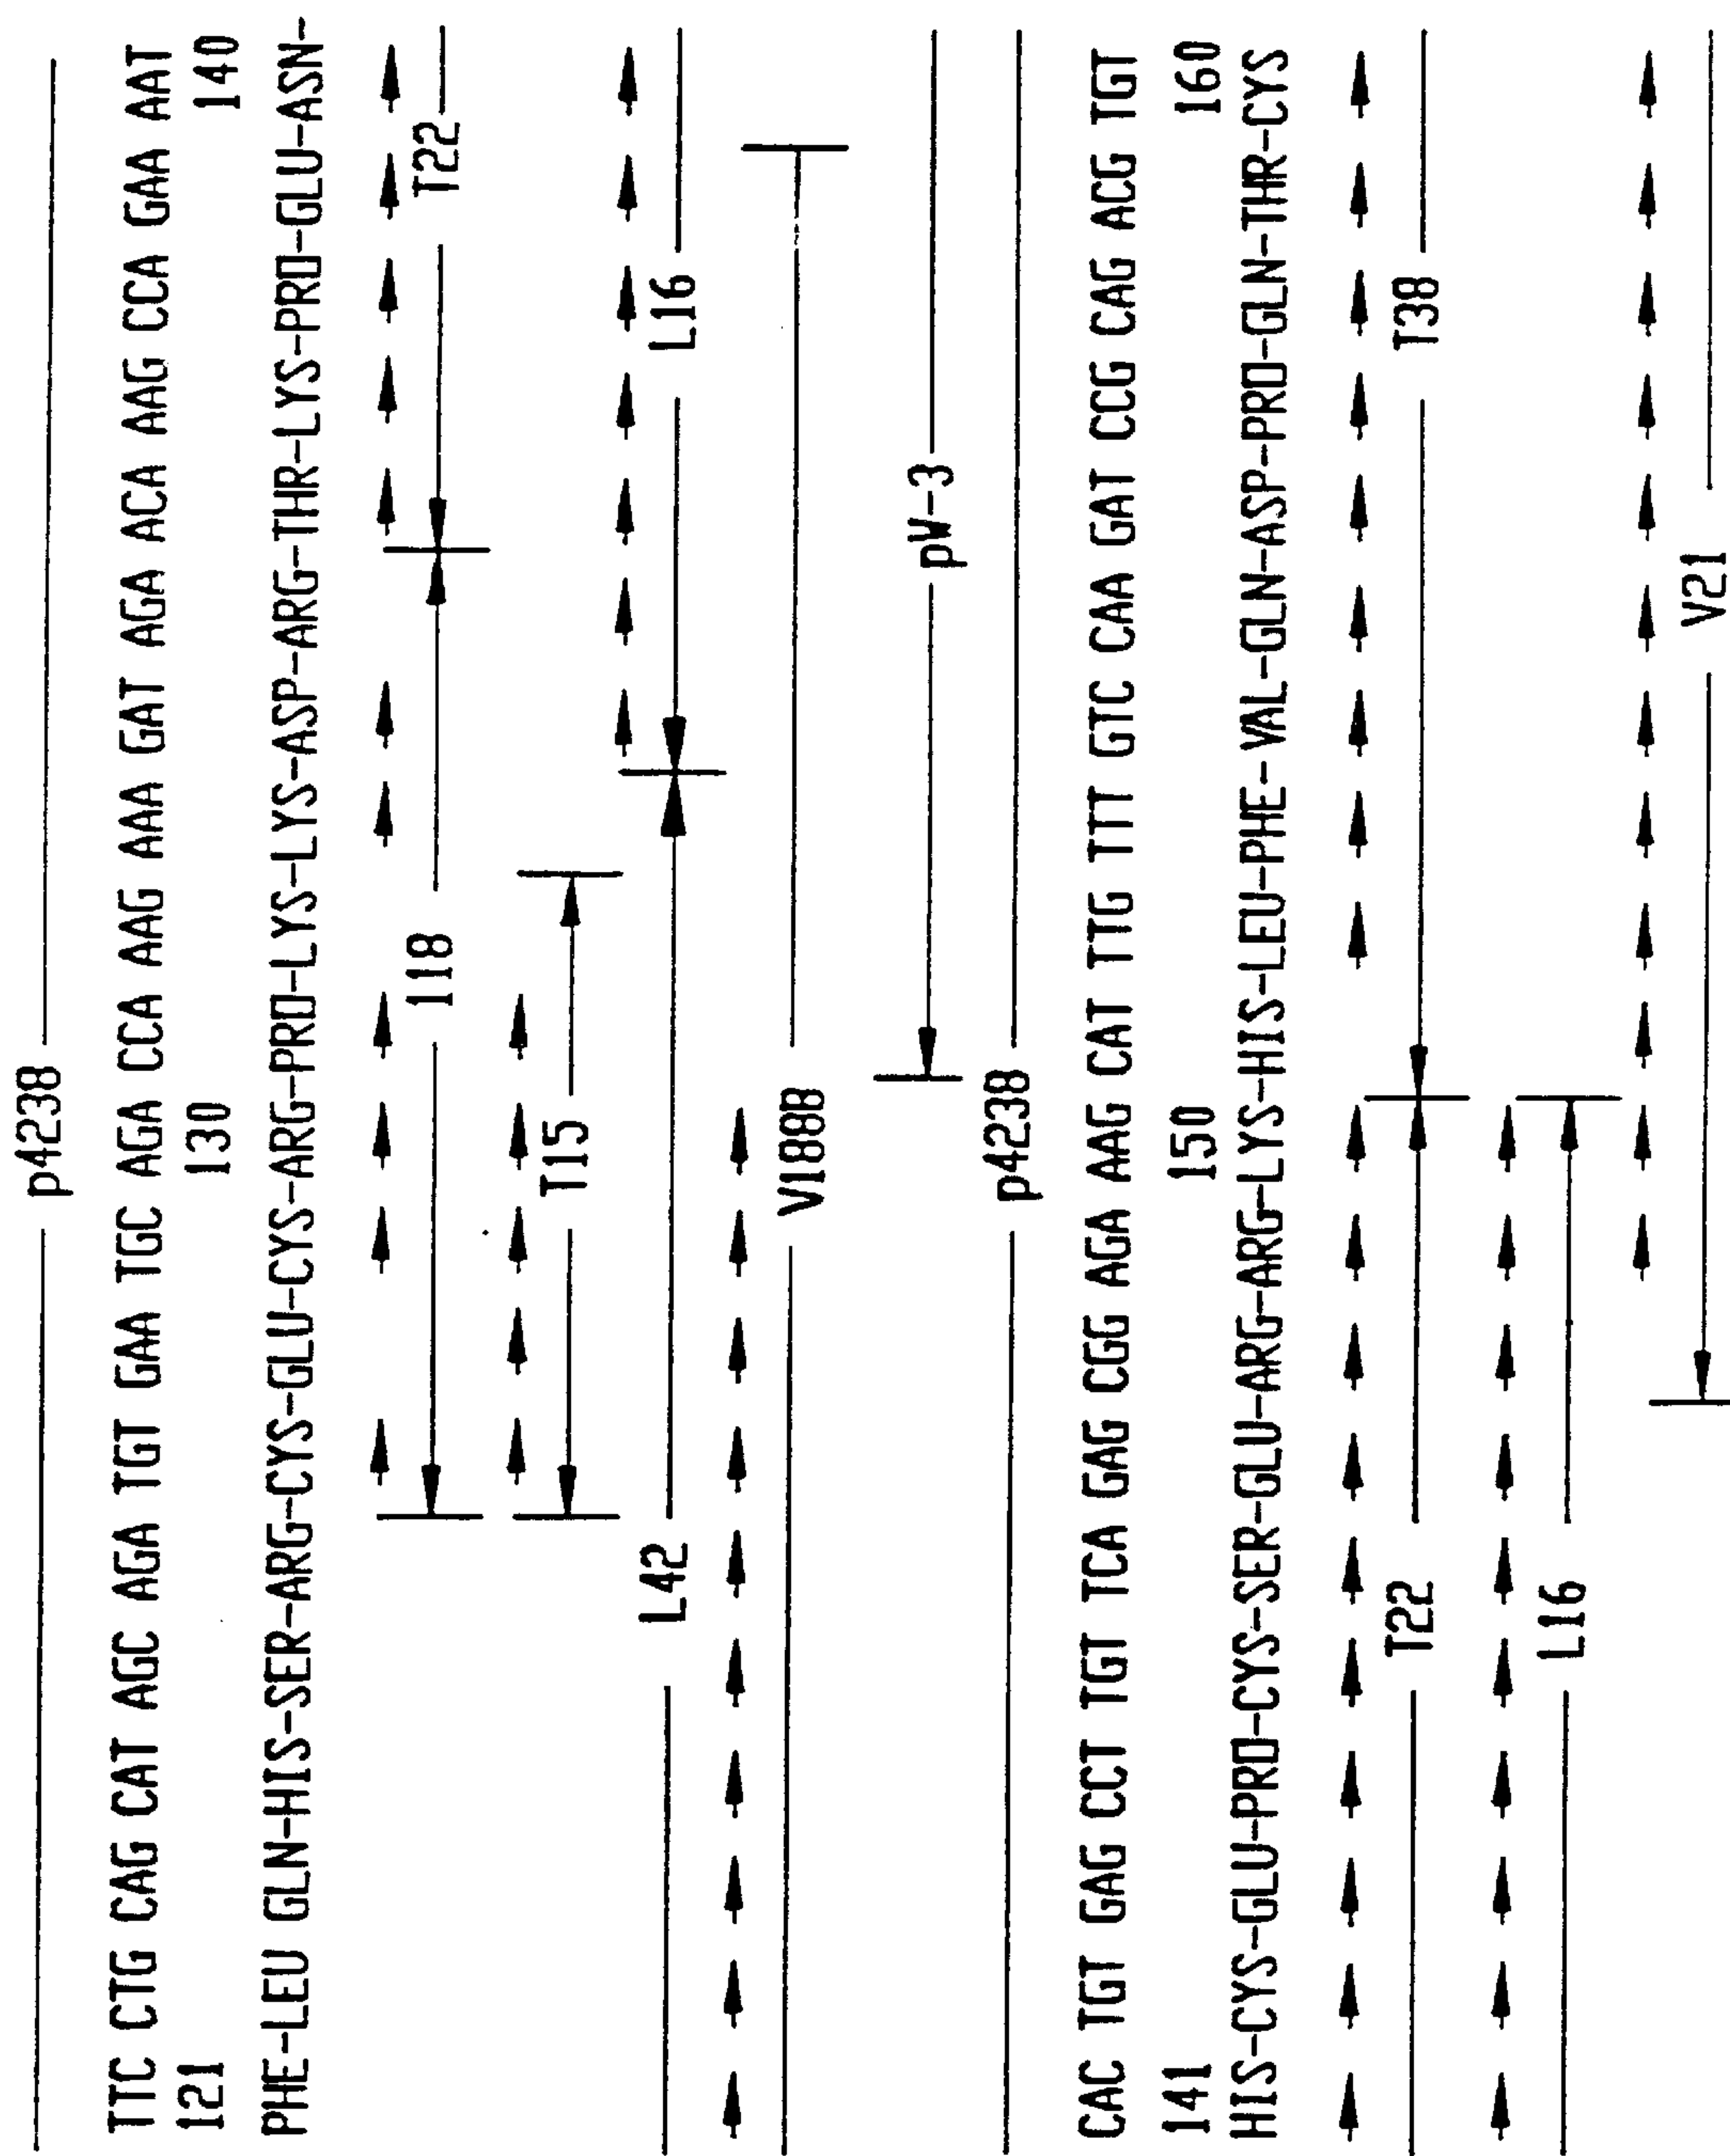 p4238
TTC CTG CAG CAT AGC AGA TGT GAA TGC AGA CCA AAG AAA GAT AGA ACA AAG CCA GAA AAT
121 130 140
PHE-LEU GLN-HIS-SER-ARG-CYS-GLU-CYS-ARG-PRO-LYS-LYS-ASP-ARG-THR-LYS-PRO-GLU-ASN-
118 T22
T15
L42 L16
V188B
pW-3
p4238
CAC TGT GAG CCT TGT TCA GAG CGG AGA AAG CAT TTG TTT GTC CAA GAT CCG CAG ACG TGT
141 150 160
HIS-CYS-GLU-PRO-CYS-SER-GLU-ARG-ARG-LYS-HIS-LEU-PHE-VAL-GLN-ASP-PRO-GLN-THR-CYS
T22 T38
L16
V21